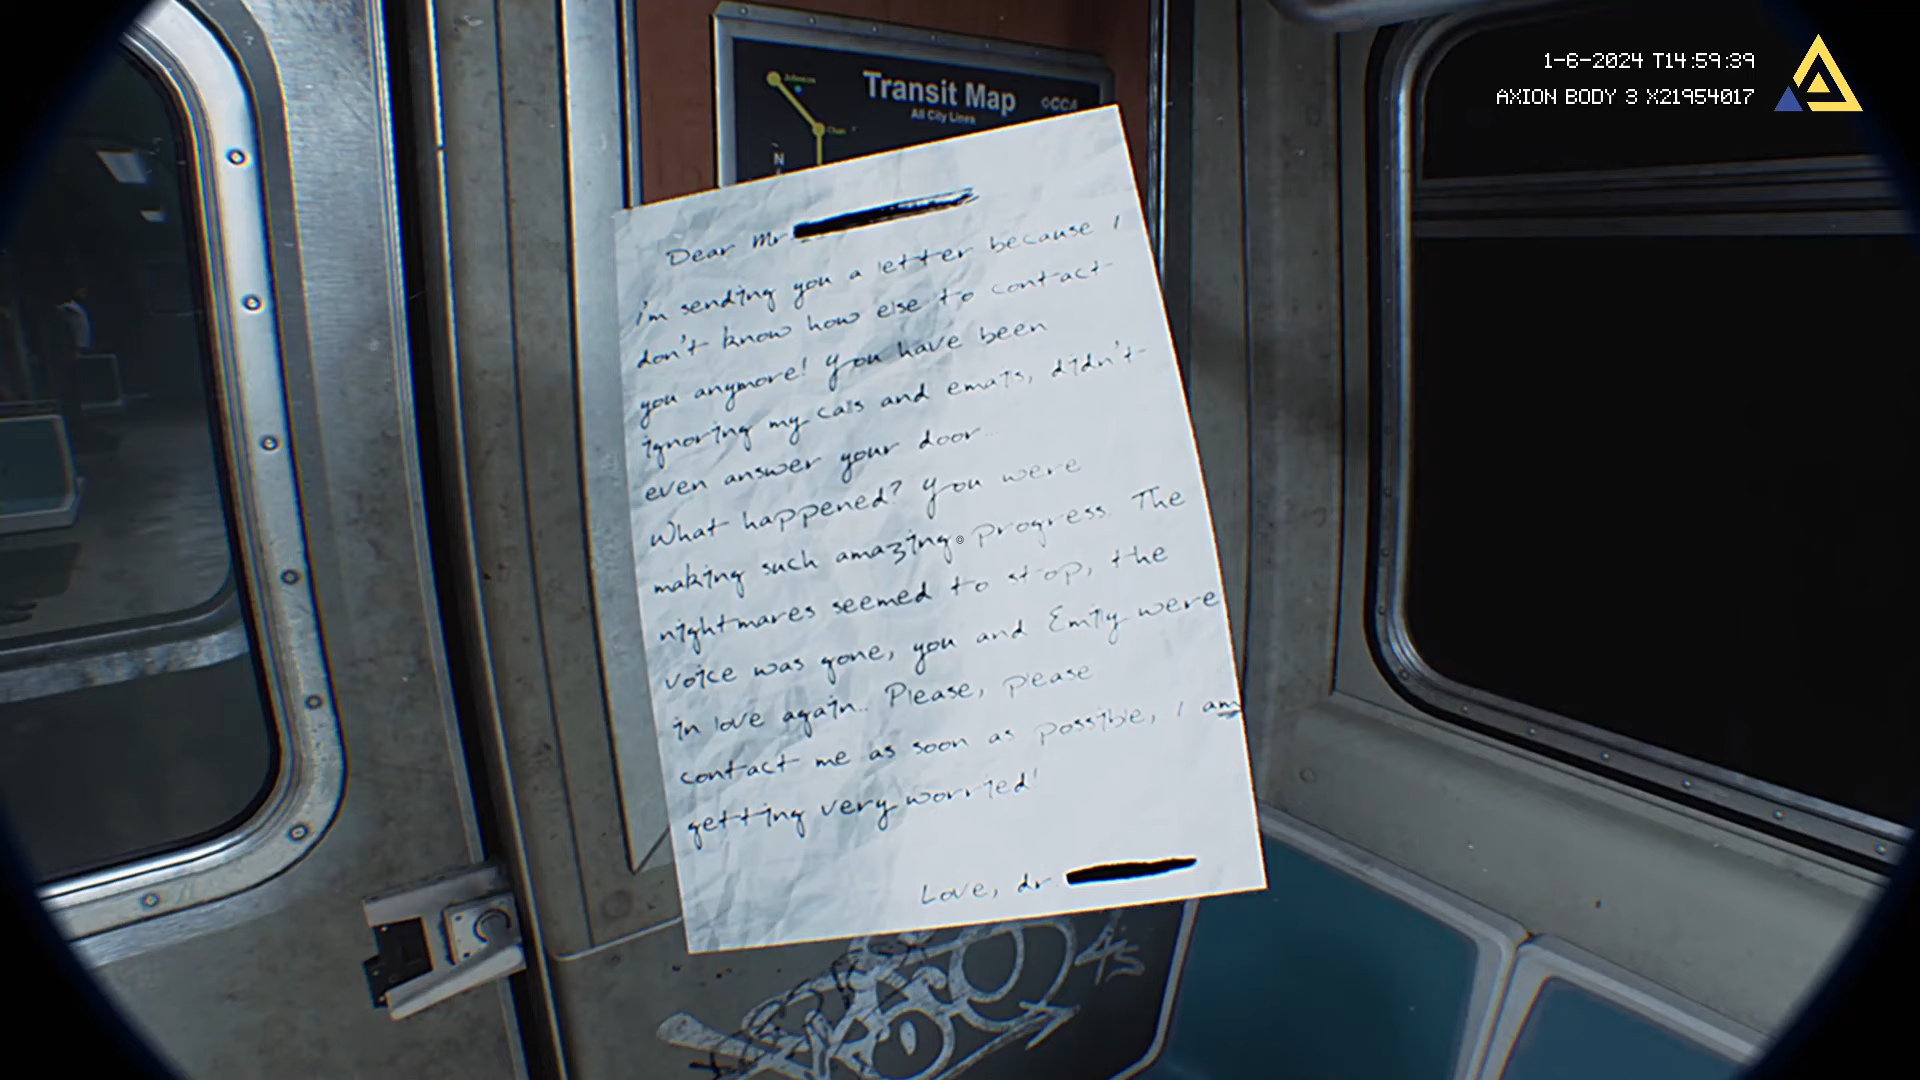 1-6-2024 T14:59:39
AXION BODY 3 X21954017
Johnson
Transit Map
All City Lines
Chan
N
Dear Mr
i'm sending you a letter because I
don't know how else to contact
you anymore! You have been
ignoring my calls and emails, didn't
even answer your door...
What happened? You were
making such amazing progress. The
nightmares seemed to stop, the
voice was gone, you and Emily were
in love again.. Please, please
contact me as soon as possible, I am
getting very worried!
Love, dr.
4s